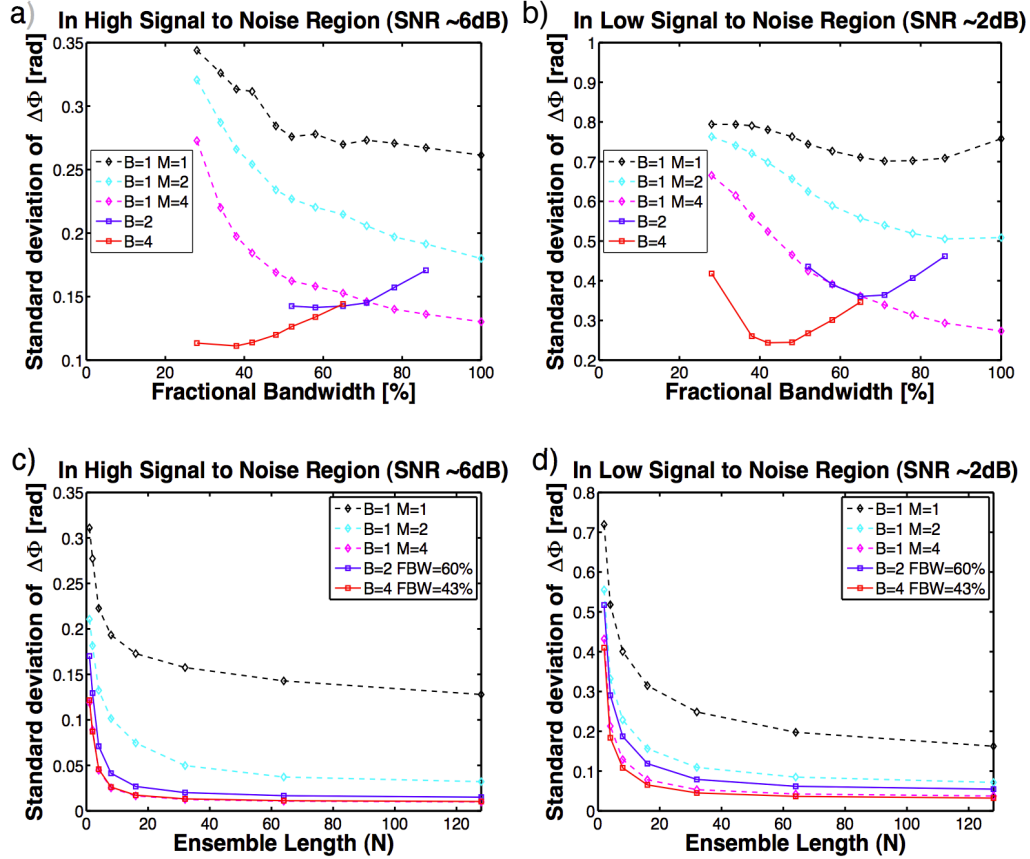 a) In High Signal to Noise Region (SNR ~6dB)
Standard deviation of ΔΦ [rad]
0.35
0.3
0.25
0.2
0.15
0.1
B=1 M=1
B=1 M=2
B=1 M=4
B=2
B=4
0 20 40 60 80 100
Fractional Bandwidth [%]
b) In Low Signal to Noise Region (SNR ~2dB)
Standard deviation of ΔΦ [rad]
1
0.9
0.8
0.7
0.6
0.5
0.4
0.3
0.2
B=1 M=1
B=1 M=2
B=1 M=4
B=2
B=4
0 20 40 60 80 100
Fractional Bandwidth [%]
c) In High Signal to Noise Region (SNR ~6dB)
Standard deviation of ΔΦ [rad]
0.35
0.3
0.25
0.2
0.15
0.1
0.05
0
B=1 M=1
B=1 M=2
B=1 M=4
B=2 FBW=60%
B=4 FBW=43%
0 20 40 60 80 100 120
Ensemble Length (N)
d) In Low Signal to Noise Region (SNR ~2dB)
Standard deviation of ΔΦ [rad]
0.8
0.7
0.6
0.5
0.4
0.3
0.2
0.1
0
B=1 M=1
B=1 M=2
B=1 M=4
B=2 FBW=60%
B=4 FBW=43%
0 20 40 60 80 100 120
Ensemble Length (N)